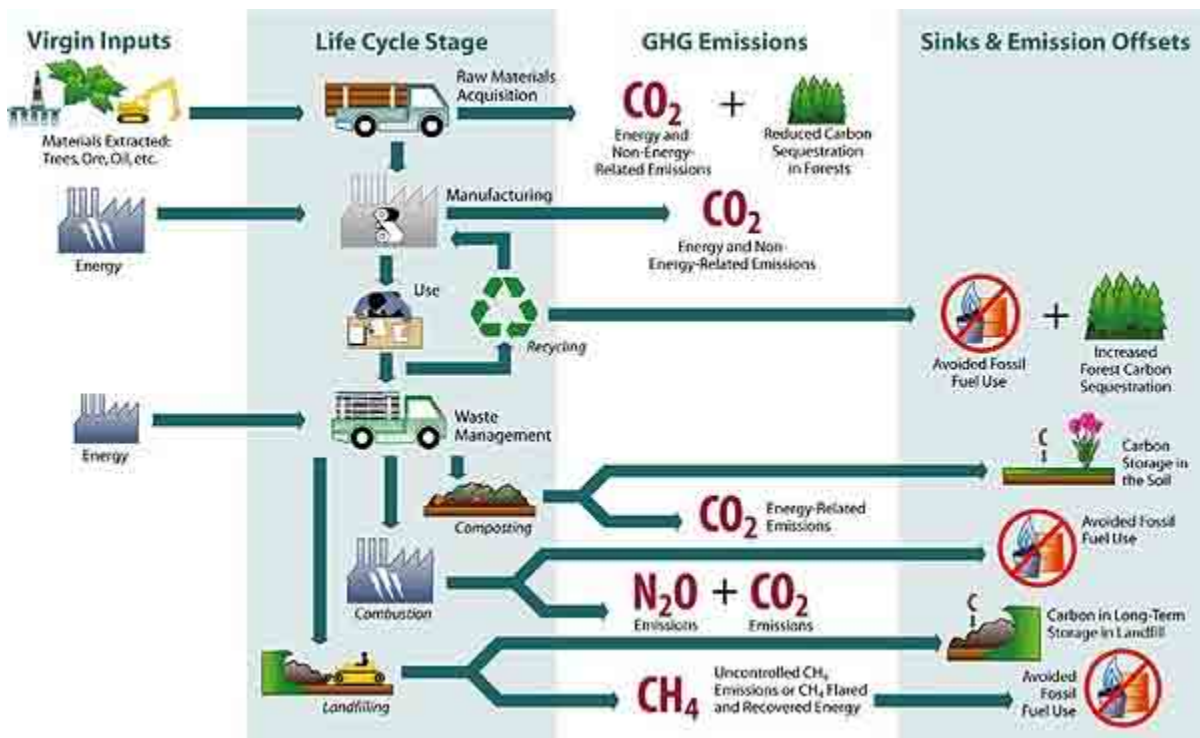 Virgin Inputs
Life Cycle Stage
GHG Emissions
Sinks & Emission Offsets
Materials Extracted:
Trees, Ore, Oil, etc.
Raw Materials
Acquisition
CO₂
Energy and
Non-Energy-
Related Emissions
+
Reduced Carbon
Sequestration
in Forests
Energy
Manufacturing
CO₂
Energy and Non-
Energy-Related Emissions
Use
Recycling
Avoided Fossil
Fuel Use
+
Increased
Forest Carbon
Sequestration
Energy
Waste
Management
Composting
C
Carbon
Storage in
the Soil
CO₂
Energy-Related
Emissions
Combustion
Avoided Fossil
Fuel Use
N₂O + CO₂
Emissions
Emissions
Landfilling
C
Carbon in Long-Term
Storage in Landfill
CH₄
Uncontrolled CH₄
Emissions or CH₄ Flared
and Recovered Energy
Avoided
Fossil
Fuel Use